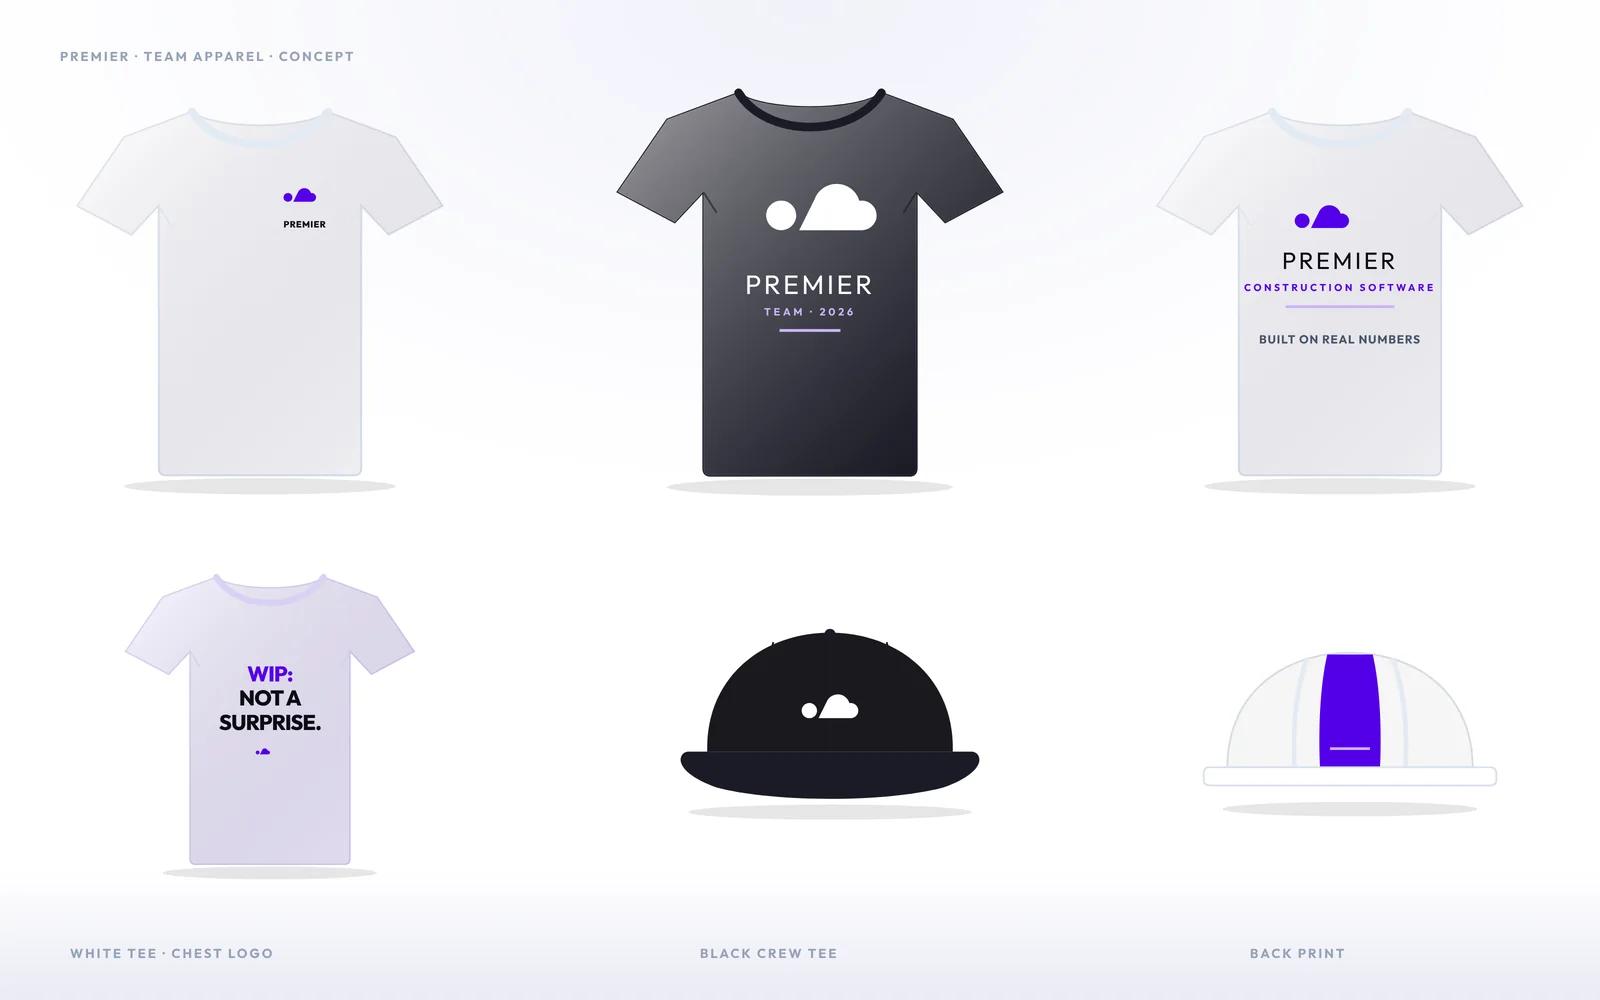 PREMIER · TEAM APPAREL · CONCEPT
PREMIER
PREMIER
TEAM · 2026
PREMIER
CONSTRUCTION SOFTWARE
BUILT ON REAL NUMBERS
WIP:
NOT A
SURPRISE.
WHITE TEE · CHEST LOGO
BLACK CREW TEE
BACK PRINT